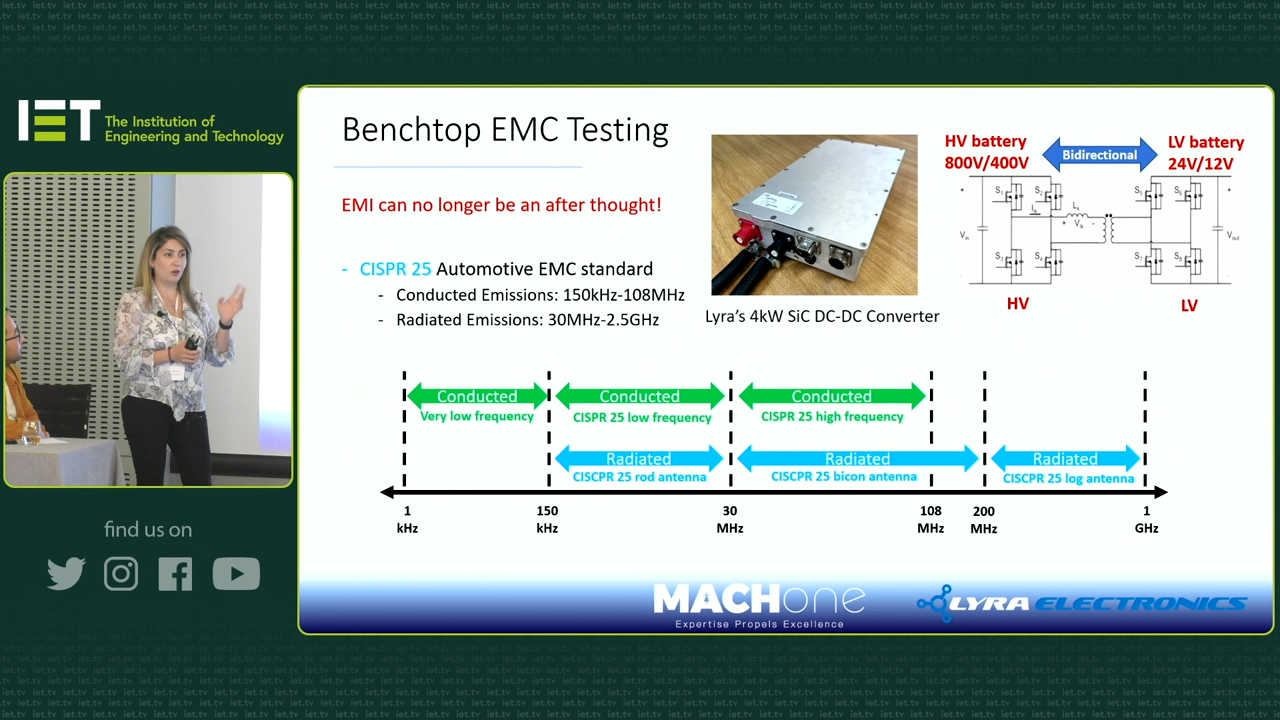 IET The Institution of
Engineering and Technology
find us on
Benchtop EMC Testing
EMI can no longer be an after thought!
- CISPR 25 Automotive EMC standard
- Conducted Emissions: 150kHz-108MHz
- Radiated Emissions: 30MHz-2.5GHz
Lyra's 4kW SiC DC-DC Converter
HV battery
800V/400V
Bidirectional
LV battery
24V/12V
HV
LV
Conducted
Very low frequency
Conducted
CISPR 25 low frequency
Conducted
CISPR 25 high frequency
Radiated
CISCPR 25 rod antenna
Radiated
CISCPR 25 bicon antenna
Radiated
CISCPR 25 log antenna
1
kHz
150
kHz
30
MHz
108
MHz
200
MHz
1
GHz
MACHone
Expertise Propels Excellence
LYRA ELECTRONICS